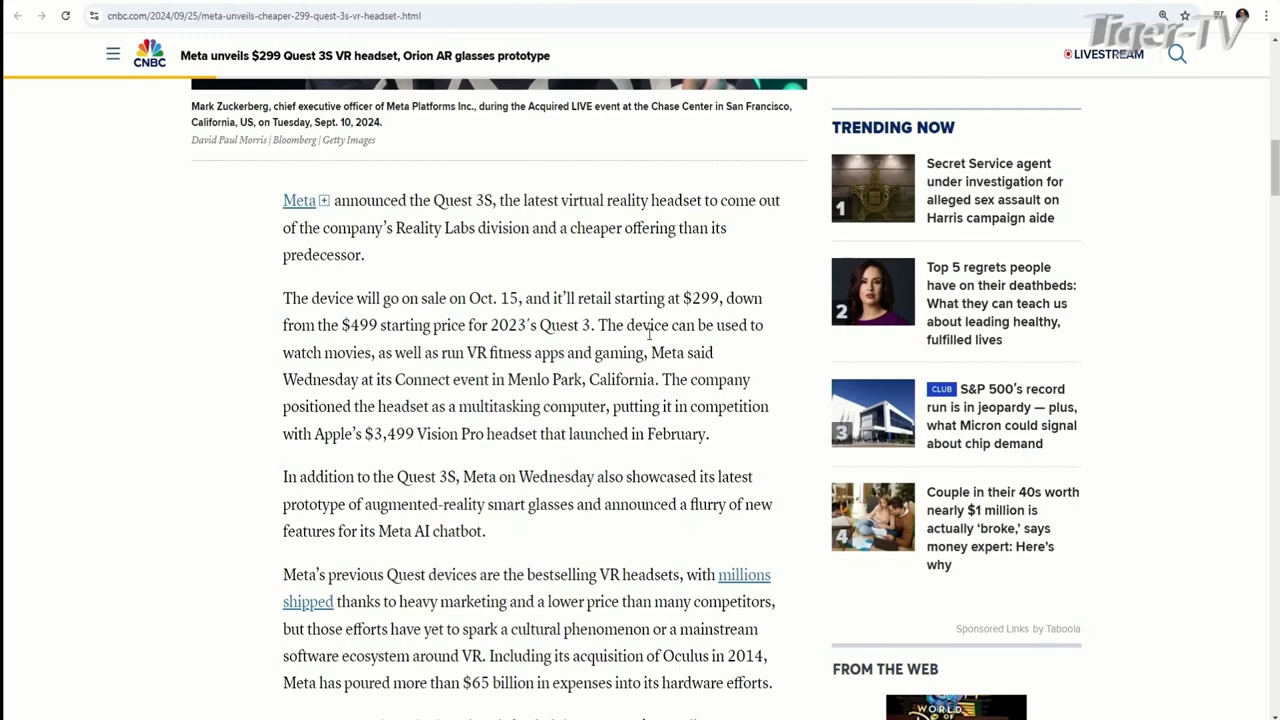 cnbc.com/2024/09/25/meta-unveils-cheaper-299-quest-3s-vr-headset-.html
Tiger-TV
CNBC
Meta unveils $299 Quest 3S VR headset, Orion AR glasses prototype
LIVESTREAM
Mark Zuckerberg, chief executive officer of Meta Platforms Inc., during the Acquired LIVE event at the Chase Center in San Francisco,
California, US, on Tuesday, Sept. 10, 2024.
David Paul Morris | Bloomberg | Getty Images
Meta announced the Quest 3S, the latest virtual reality headset to come out
of the company's Reality Labs division and a cheaper offering than its
predecessor.
The device will go on sale on Oct. 15, and it'll retail starting at $299, down
from the $499 starting price for 2023's Quest 3. The device can be used to
watch movies, as well as run VR fitness apps and gaming, Meta said
Wednesday at its Connect event in Menlo Park, California. The company
positioned the headset as a multitasking computer, putting it in competition
with Apple's $3,499 Vision Pro headset that launched in February.
In addition to the Quest 3S, Meta on Wednesday also showcased its latest
prototype of augmented-reality smart glasses and announced a flurry of new
features for its Meta AI chatbot.
Meta's previous Quest devices are the bestselling VR headsets, with millions
shipped thanks to heavy marketing and a lower price than many competitors,
but those efforts have yet to spark a cultural phenomenon or a mainstream
software ecosystem around VR. Including its acquisition of Oculus in 2014,
Meta has poured more than $65 billion in expenses into its hardware efforts.
TRENDING NOW
1
Secret Service agent
under investigation for
alleged sex assault on
Harris campaign aide
2
Top 5 regrets people
have on their deathbeds:
What they can teach us
about leading healthy,
fulfilled lives
3
CLUB S&P 500's record
run is in jeopardy — plus,
what Micron could signal
about chip demand
4
Couple in their 40s worth
nearly $1 million is
actually 'broke,' says
money expert: Here's
why
Sponsored Links by Taboola
FROM THE WEB
WORLD
OF